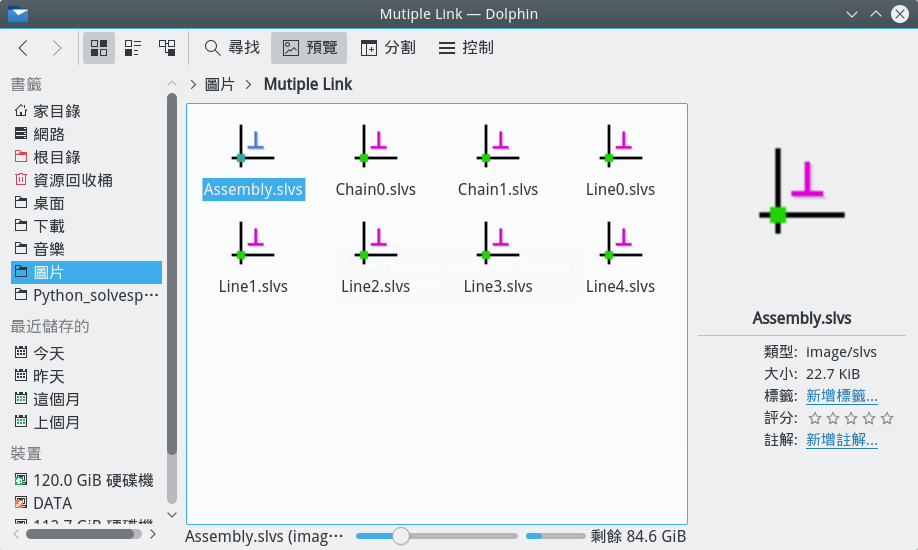 Mutiple Link — Dolphin
尋找 預覽 分割 控制
書籤
家目錄
網路
根目錄
資源回收桶
桌面
下載
音樂
圖片
Python_solvesp···
最近儲存的
今天
昨天
這個月
上個月
裝置
120.0 GiB 硬碟機
DATA
圖片 Mutiple Link
Assembly.slvs Chain0.slvs Chain1.slvs Line0.slvs
Line1.slvs Line2.slvs Line3.slvs Line4.slvs
Assembly.slvs (imag··· 剩餘 84.6 GiB
Assembly.slvs
類型: image/slvs
大小: 22.7 KiB
標籤: 新增標籤...
評分:
註解: 新增註解...